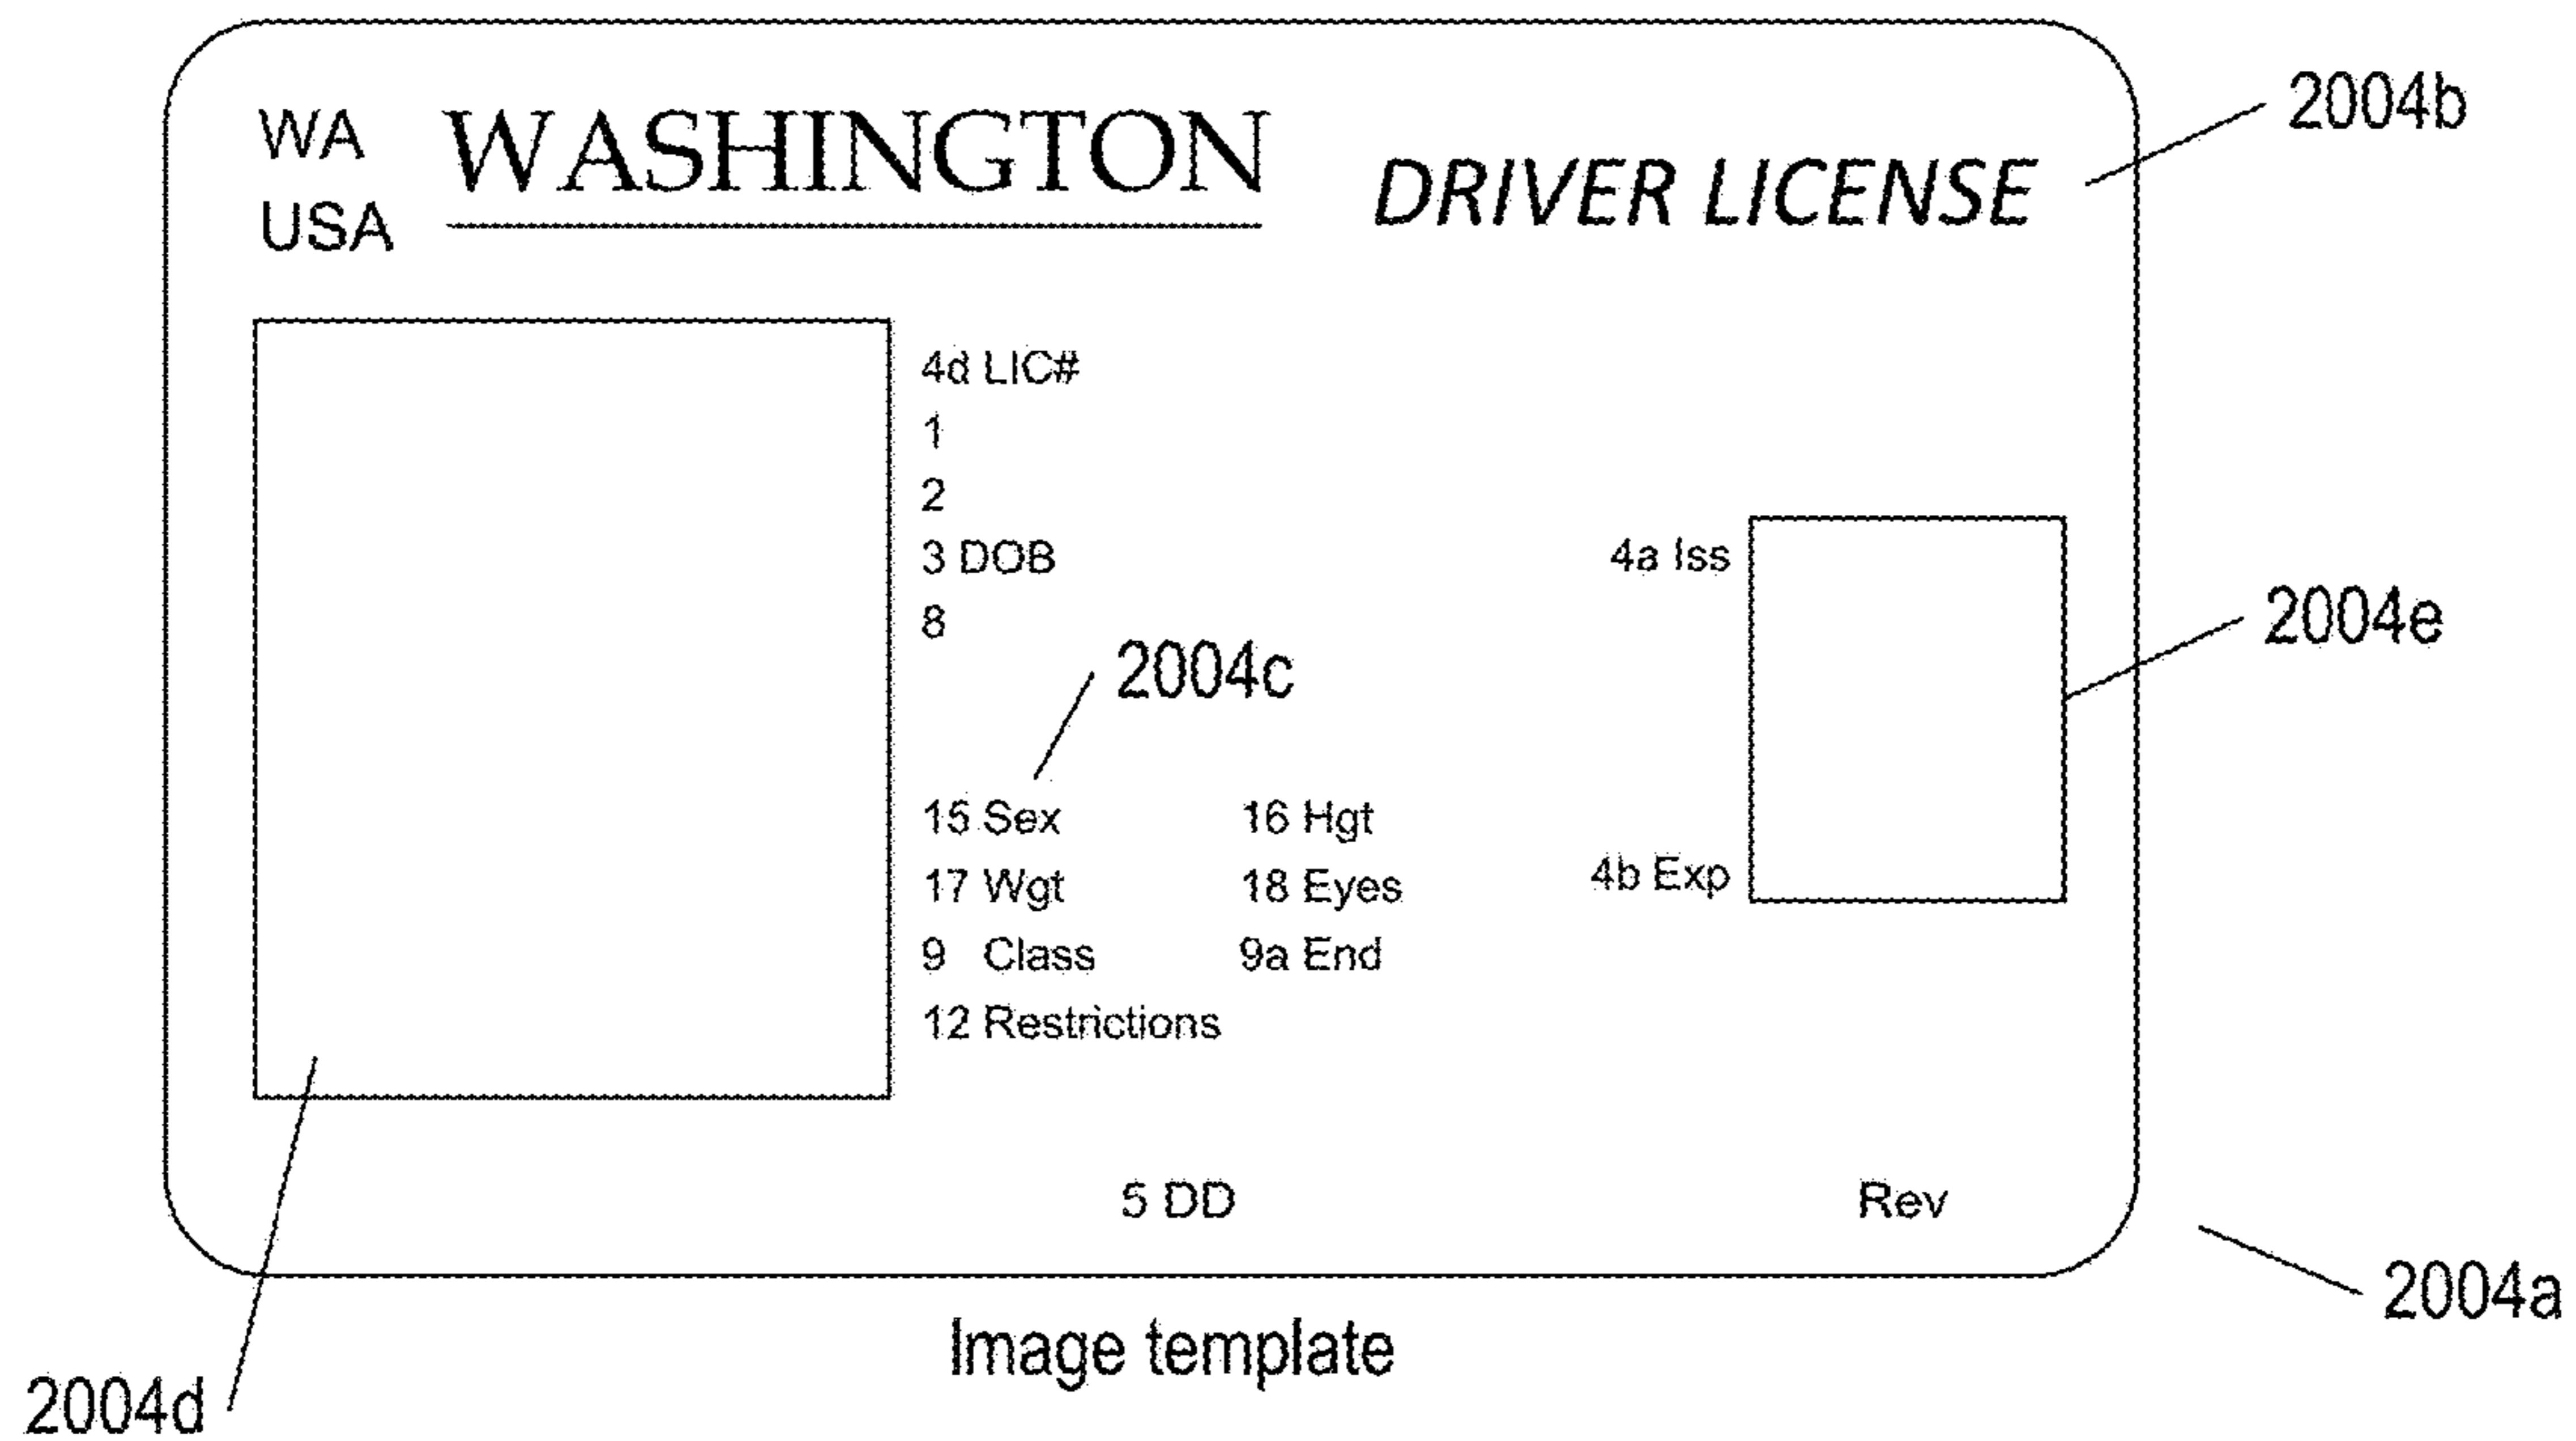 WA WASHINGTON DRIVER LICENSE 2004b
USA
4d LIC#
1
2
3 DOB
4a Iss
8
2004e
2004c
15 Sex 16 Hgt
17 Wgt 18 Eyes
4b Exp
9 Class 9a End
12 Restrictions
5 DD Rev
2004a
Image template
2004d